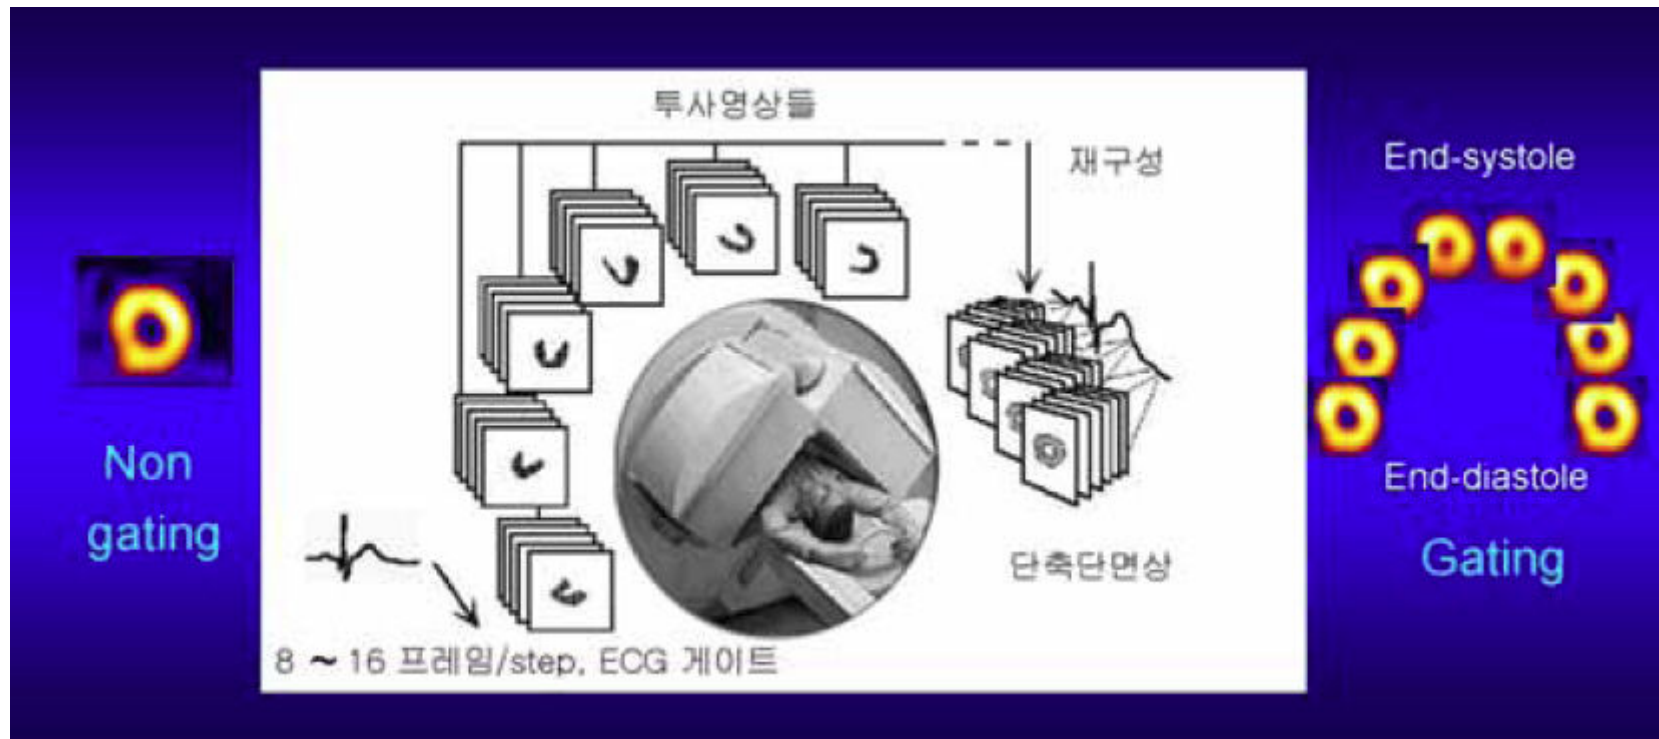 투사영상들
재구성
End-systole
Non
gating
End-diastole
Gating
단축단면상
8 ~ 16 프레임/step, ECG 게이트